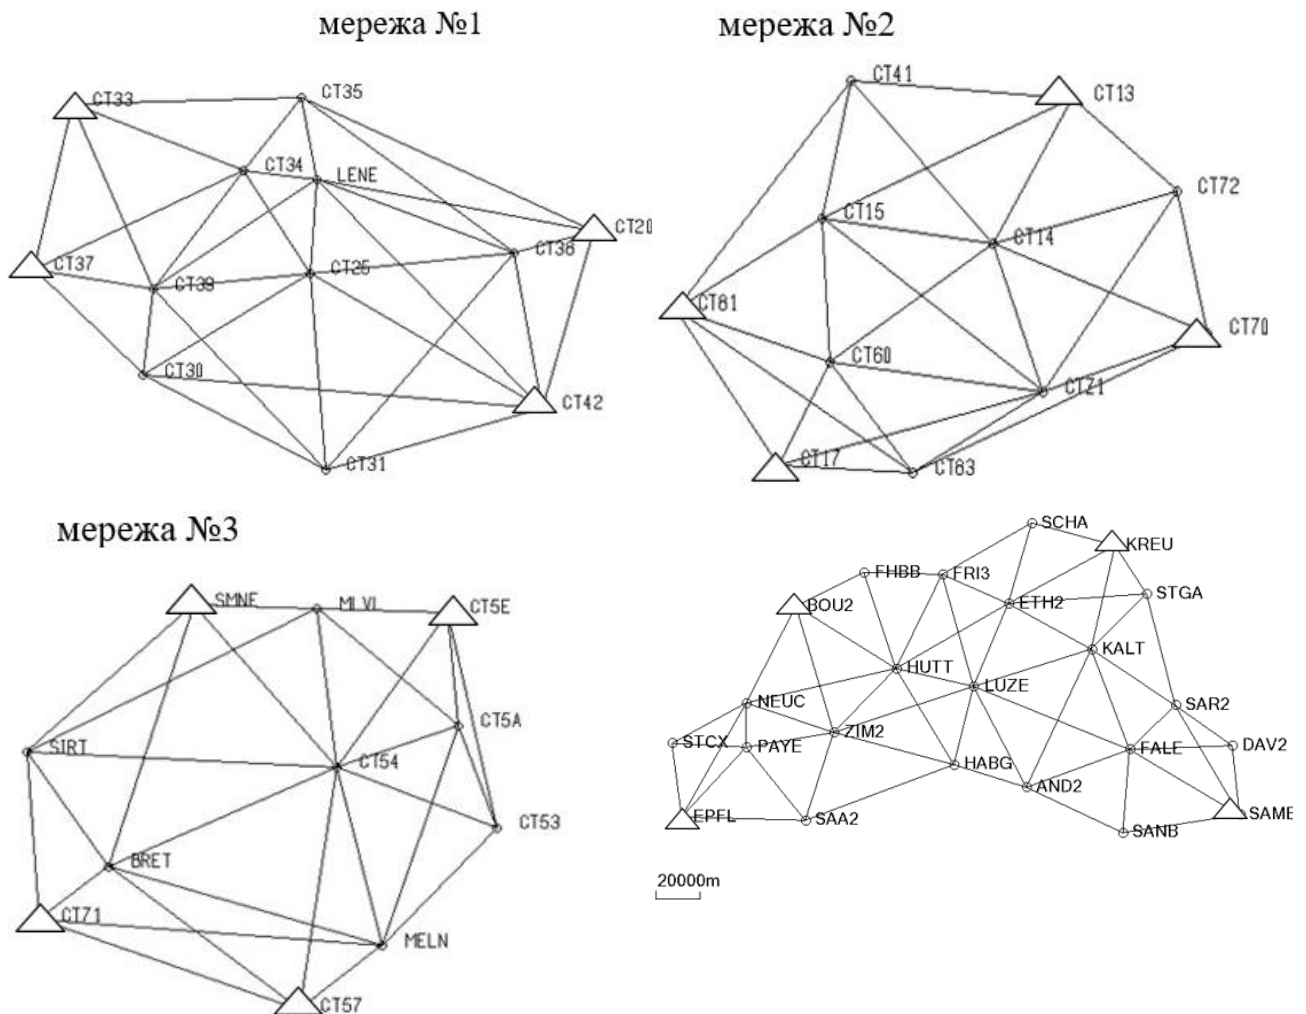 мережа №1
CT33
CT35
CT34
LENE
CT20
CT36
CT37
CT39
CT25
CT30
CT42
CT31
мережа №2
CT41
CT13
CT72
CT15
CT14
CT81
CT70
CT60
CTZ1
CT17
CT83
мережа №3
SMNE
MLVL
CT5E
CT5A
SIRT
CT54
CT53
BRET
CT71
MELN
CT57
SCHA
KREU
FHBB
FRI3
STGA
BOU2
ETH2
KALT
HUTT
LUZE
NEUC
SAR2
STCX
PAYE
ZIM2
FALE
DAV2
HABG
AND2
EPFL
SAA2
SAME
SANB
20000m